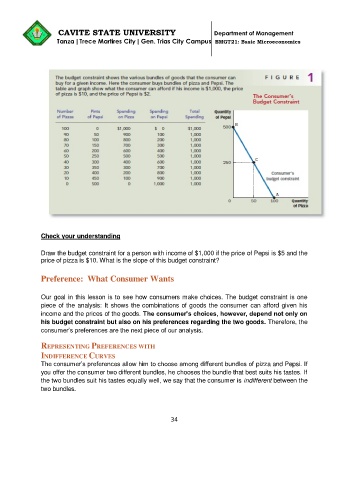 CAVITE STATE UNIVERSITY
Department of Management
Tanza |Trece Martires City | Gen. Trias City Campus
BMGT21: Basic Microeconomics
The budget constraint shows the various bundles of goods that the consumer can
buy for a given income. Here the consumer buys bundles of pizza and Pepsi. The
table and graph show what the consumer can afford if his income is $1,000, the price
of pizza is $10, and the price of Pepsi is $2.
FIGURE 1
The Consumer's
Budget Constraint
Number of Pizzas Pints of Pepsi Spending on Pizza Spending on Pepsi Total Spending
100 0 $1,000 $ 0 $1,000
90 50 900 100 1,000
80 100 800 200 1,000
70 150 700 300 1,000
60 200 600 400 1,000
50 250 500 500 1,000
40 300 400 600 1,000
30 350 300 700 1,000
20 400 200 800 1,000
10 450 100 900 1,000
0 500 0 1,000 1,000
Quantity
of Pepsi
500
B
250
C
Consumer's
budget constraint
A
0 50 100 Quantity
of Pizza
Check your understanding
Draw the budget constraint for a person with income of $1,000 if the price of Pepsi is $5 and the
price of pizza is $10. What is the slope of this budget constraint?
Preference: What Consumer Wants
Our goal in this lesson is to see how consumers make choices. The budget constraint is one
piece of the analysis: It shows the combinations of goods the consumer can afford given his
income and the prices of the goods. The consumer's choices, however, depend not only on
his budget constraint but also on his preferences regarding the two goods. Therefore, the
consumer's preferences are the next piece of our analysis.
REPRESENTING PREFERENCES WITH
INDIFFERENCE CURVES
The consumer's preferences allow him to choose among different bundles of pizza and Pepsi. If
you offer the consumer two different bundles, he chooses the bundle that best suits his tastes. If
the two bundles suit his tastes equally well, we say that the consumer is indifferent between the
two bundles.
34